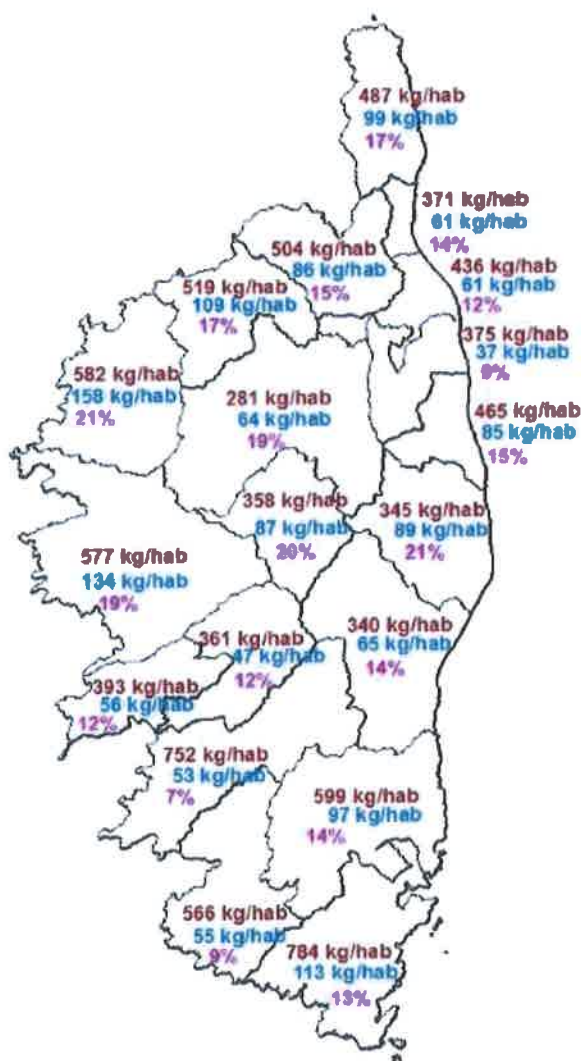 487 kg/hab
99 kg/hab
17%
371 kg/hab
61 kg/hab
14%
504 kg/hab
86 kg/hab
15%
436 kg/hab
61 kg/hab
12%
519 kg/hab
109 kg/hab
17%
375 kg/hab
37 kg/hab
9%
582 kg/hab
158 kg/hab
21%
281 kg/hab
64 kg/hab
19%
465 kg/hab
85 kg/hab
15%
358 kg/hab
87 kg/hab
20%
345 kg/hab
89 kg/hab
21%
577 kg/hab
134 kg/hab
19%
361 kg/hab
47 kg/hab
12%
340 kg/hab
65 kg/hab
14%
393 kg/hab
56 kg/hab
12%
752 kg/hab
53 kg/hab
7%
599 kg/hab
97 kg/hab
14%
566 kg/hab
55 kg/hab
9%
784 kg/hab
113 kg/hab
13%